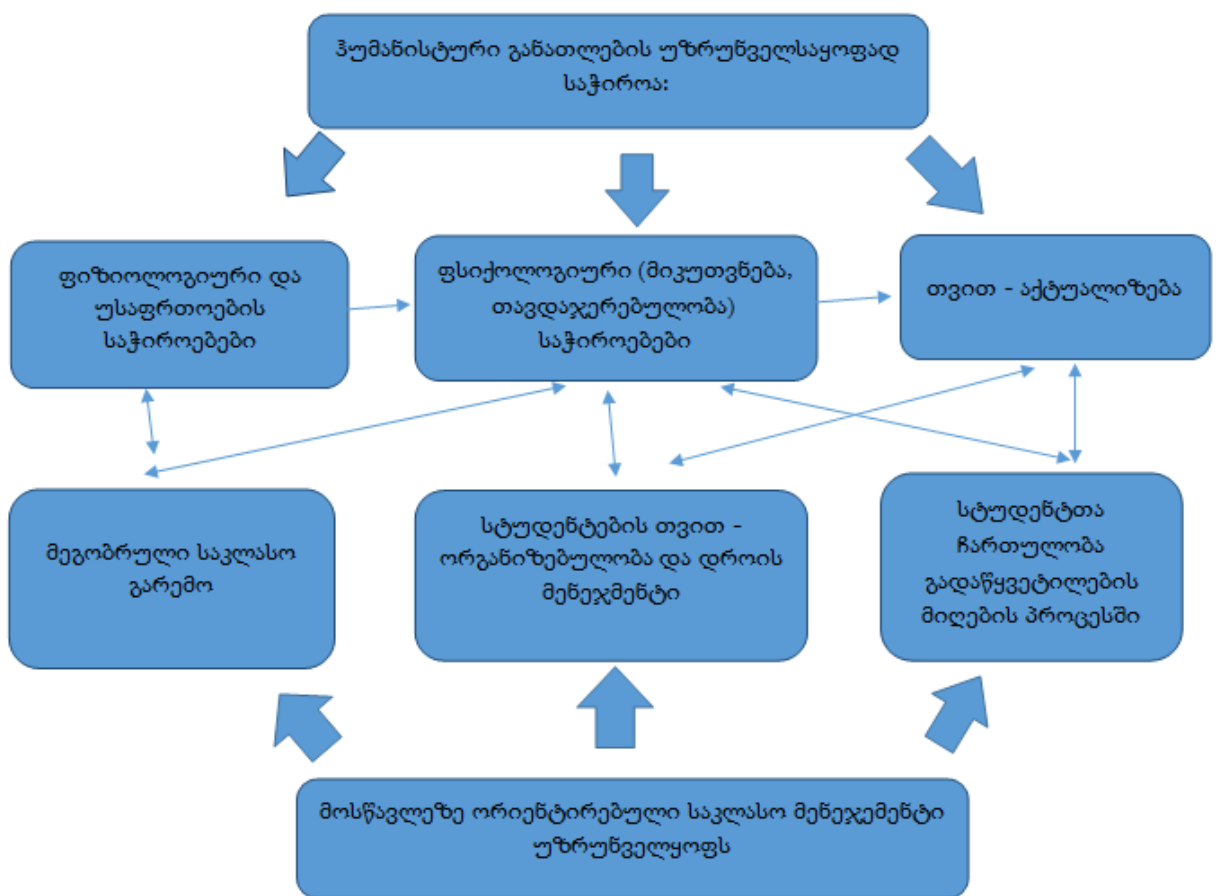 ჰუმანისტური განათლების უზრუნველსაყოფად
საჭიროა:
ფიზიოლოგიური და
უსაფრთოების
საჭიროებები
ფსიქოლოგიური (მიკუთვნება,
თავდაჯერებულობა)
საჭიროებები
თვით - აქტუალიზება
მეგობრული საკლასო
გარემო
სტუდენტების თვით -
ორგანიზებულობა და დროის
მენეჯმენტი
სტუდენტთა
ჩართულობა
გადაწყვეტილების
მიღების პროცესში
მოსწავლეზე ორიენტირებული საკლასო მენეჯემენტი
უზრუნველყოფს